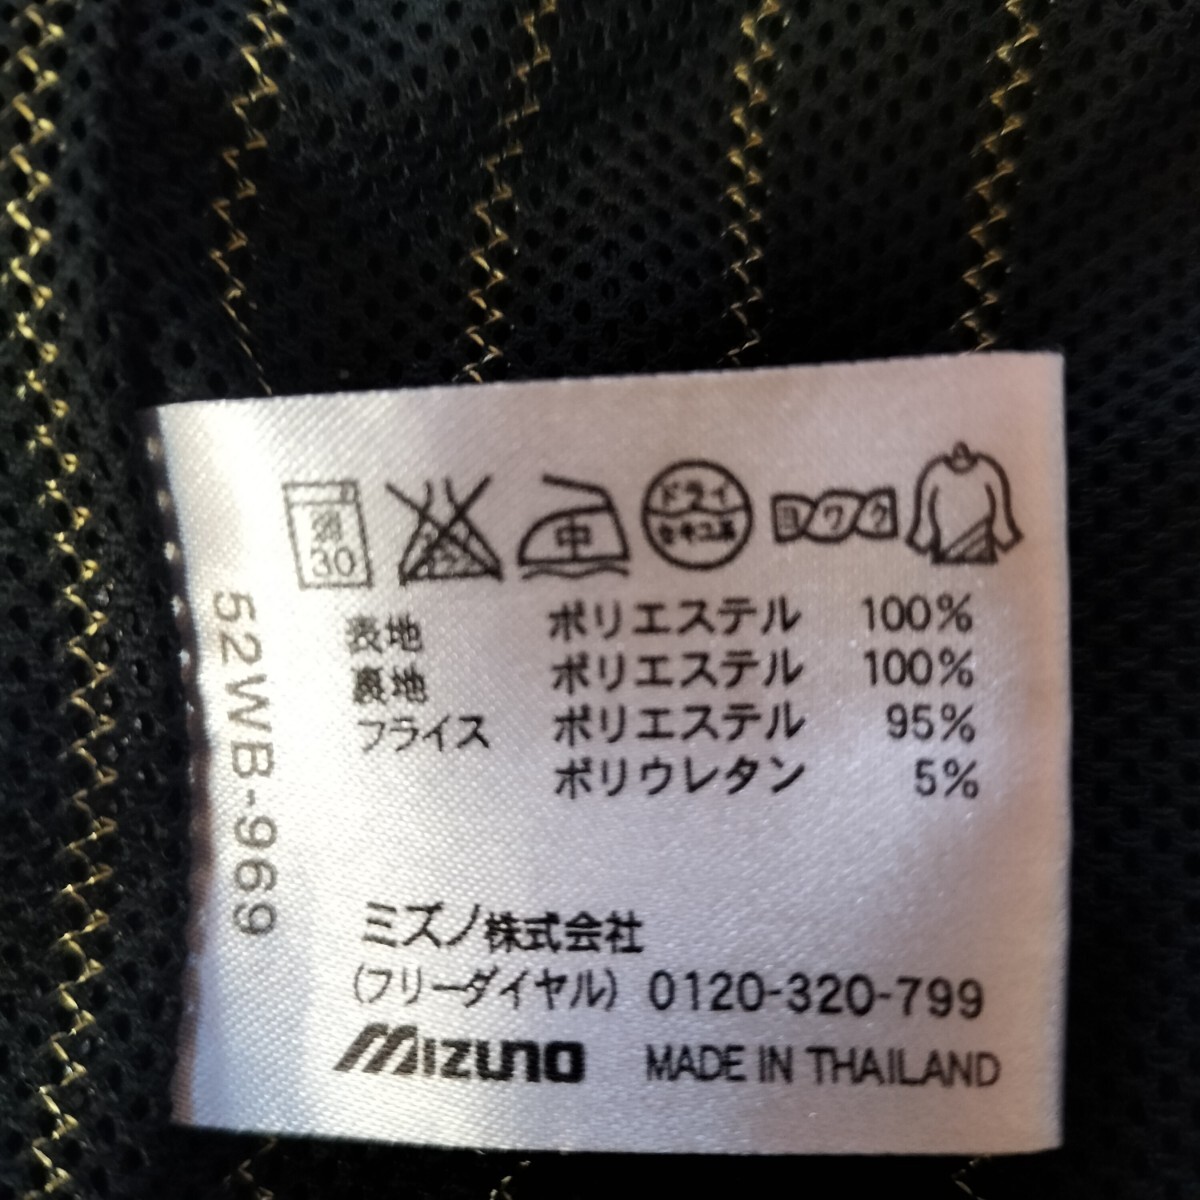 30
中
ドライ
セキユ系
ヨワク
表地 ポリエステル 100%
裏地 ポリエステル 100%
フライス ポリエステル 95%
ポリウレタン 5%
52WB-969
ミズノ株式会社
(フリーダイヤル) 0120-320-799
MIZUNO MADE IN THAILAND